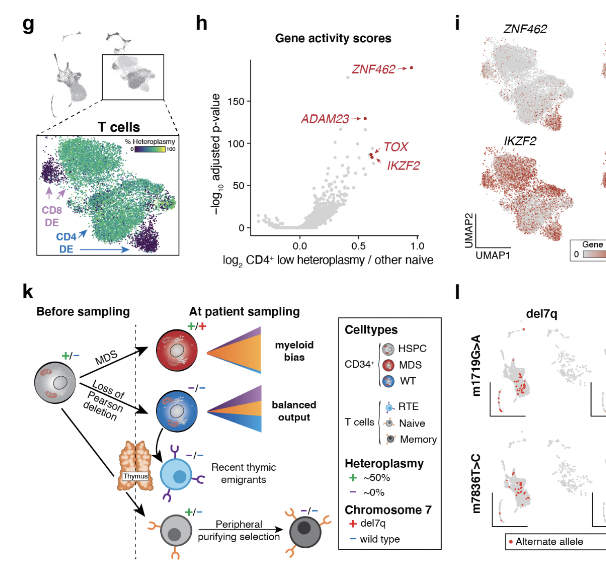 g
T cells
% Heteroplasmy
0 100
CD8
DE
CD4
DE
h
Gene activity scores
ZNF462
ADAM23
TOX
IKZF2
150
100
50
0
0.0 0.5 1.0
−log10 adjusted p-value
log2 CD4+ low heteroplasmy / other naive
i
ZNF462
IKZF2
UMAP2
UMAP1
Gene
0
k
Before sampling
At patient sampling
+/−
MDS
Loss of
Pearson
deletion
+/+
myeloid
bias
−/−
balanced
output
Thymus
−/−
Recent thymic
emigrants
+/−
Peripheral
purifying selection
−/−
Celltypes
CD34+
HSPC
MDS
WT
T cells
RTE
Naive
Memory
Heteroplasmy
+ ~50%
− ~0%
Chromosome 7
+ del7q
− wild type
l
del7q
m1719G>A
m7836T>C
Alternate allele